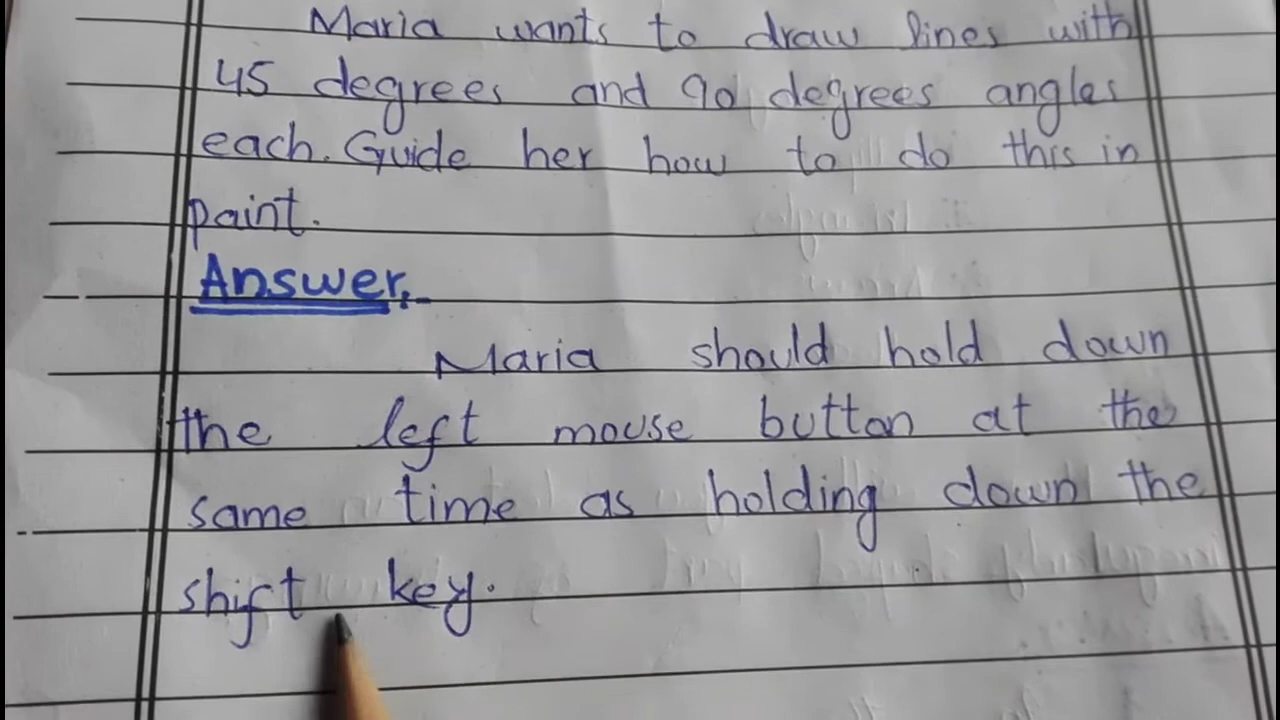 Maria wants to draw lines with
45 degrees and 90 degrees angles
each. Guide her how to do this in
paint.
Answer.
Maria should hold down
the left mouse button at the
same time as holding down the
shift key.